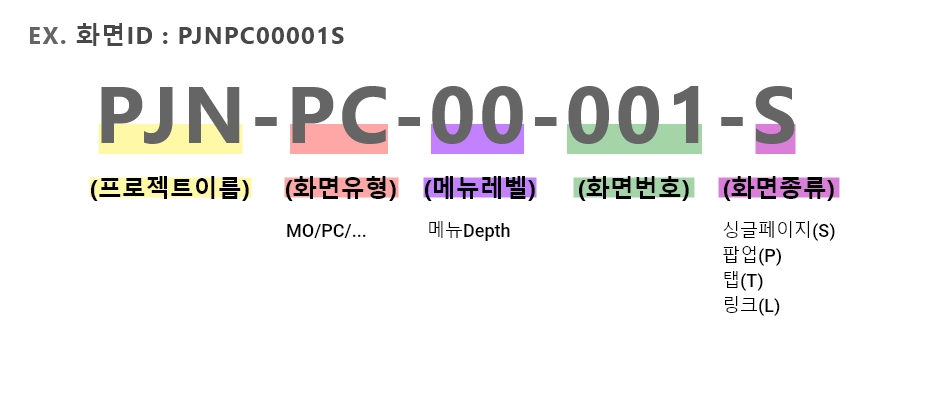 EX. 화면ID : PJNPC00001S
PJN-PC-00-001-S
(프로젝트이름) (화면유형) (메뉴레벨) (화면번호) (화면종류)
MO/PC/... 메뉴Depth 싱글페이지(S)
팝업(P)
탭(T)
링크(L)